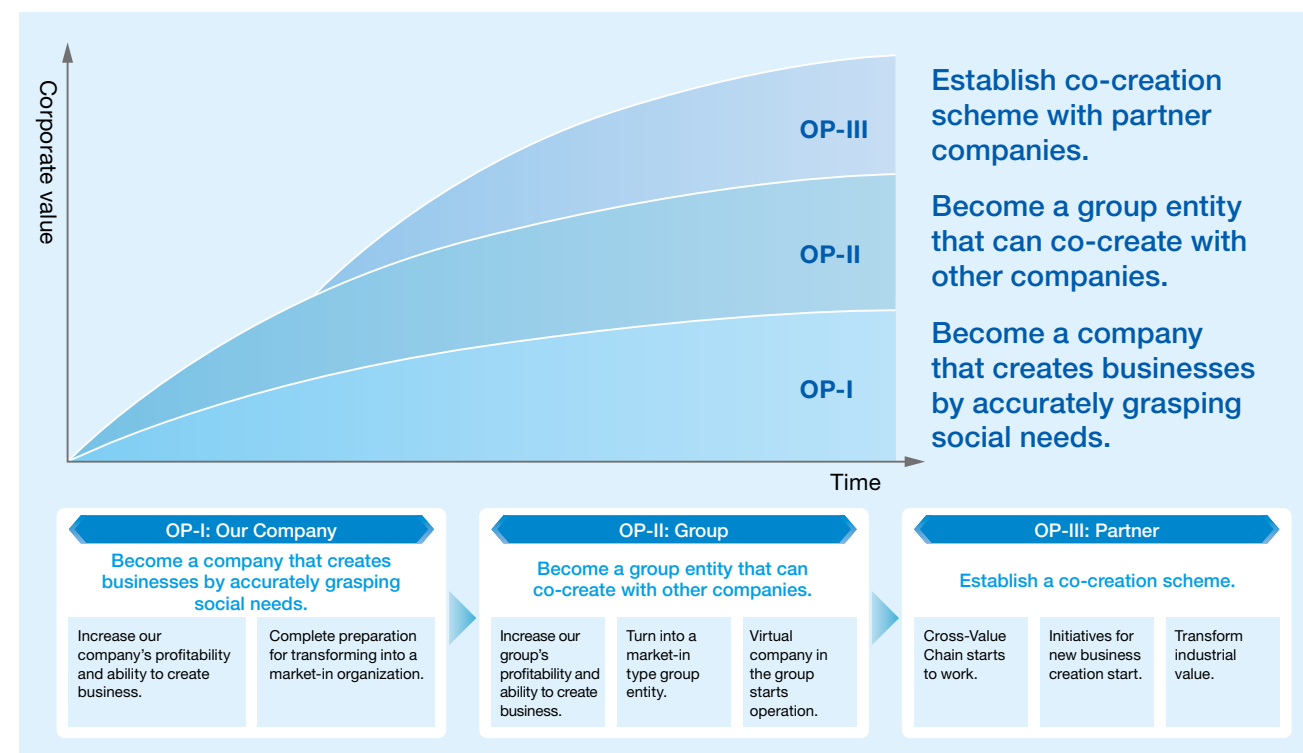 Corporate value
OP-III
OP-II
OP-I
Time
Establish co-creation
scheme with partner
companies.
Become a group entity
that can co-create with
other companies.
Become a company
that creates businesses
by accurately grasping
social needs.
OP-I: Our Company
Become a company that creates
businesses by accurately grasping
social needs.
Increase our
company’s profitability
and ability to create
business.
Complete preparation
for transforming into a
market-in organization.
OP-II: Group
Become a group entity that can
co-create with other companies.
Increase our
group’s
profitability and
ability to create
business.
Turn into a
market-in
type group
entity.
Virtual
company in
the group
starts
operation.
OP-III: Partner
Establish a co-creation scheme.
Cross-Value
Chain starts
to work.
Initiatives for
new business
creation start.
Transform
industrial
value.